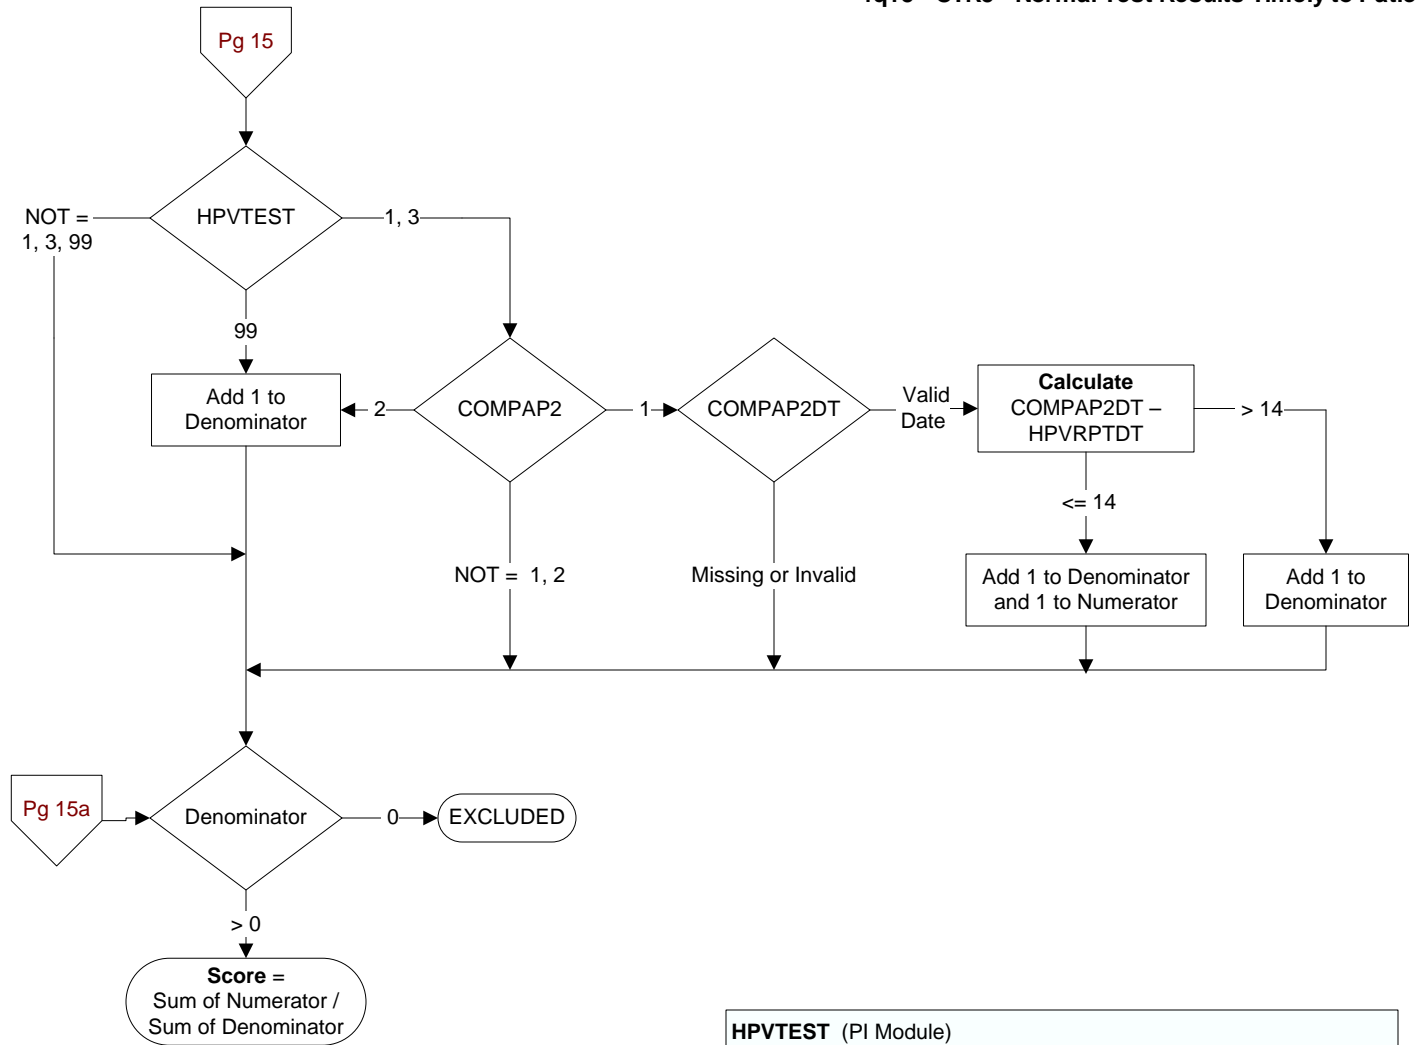 Pg 15
HPVTEST
NOT =
1, 3, 99
1, 3
99
Add 1 to
Denominator
2
COMPAP2
1
COMPAP2DT
Valid
Date
Calculate
COMPAP2DT –
HPVRPTDT
> 14
<= 14
NOT = 1, 2
Missing or Invalid
Add 1 to Denominator
and 1 to Numerator
Add 1 to
Denominator
Pg 15a
Denominator
0
EXCLUDED
> 0
Score =
Sum of Numerator /
Sum of Denominator
HPVTEST (PI Module)